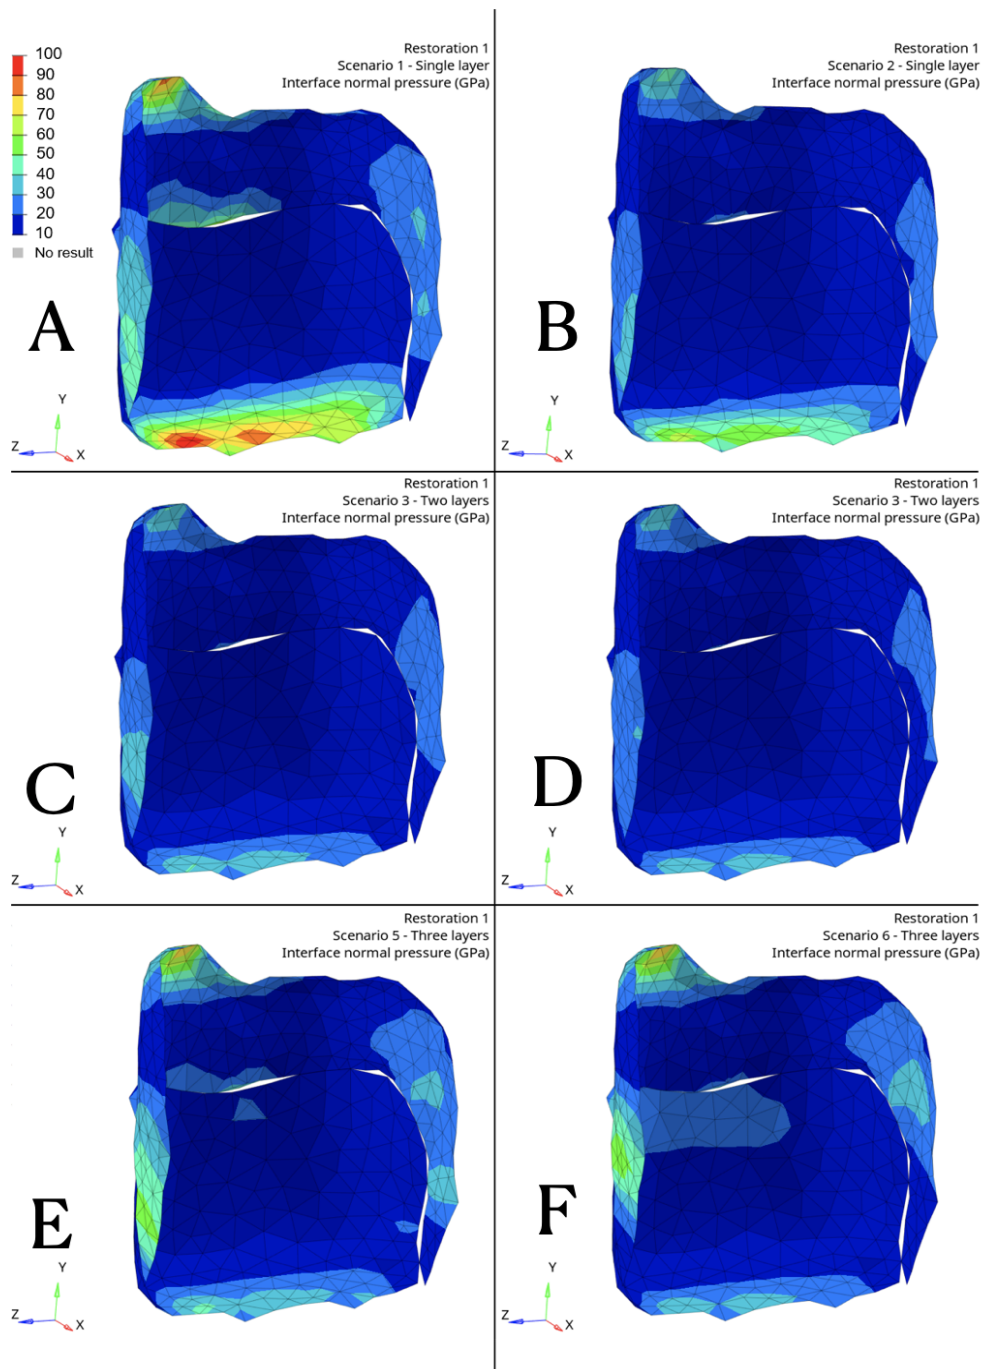 Restoration 1
Scenario 1 - Single layer
Interface normal pressure (GPa)
100
90
80
70
60
50
40
30
20
10
No result
A
Y
Z
X
Restoration 1
Scenario 2 - Single layer
Interface normal pressure (GPa)
B
Y
Z
X
Restoration 1
Scenario 3 - Two layers
Interface normal pressure (GPa)
C
Y
Z
X
Restoration 1
Scenario 3 - Two layers
Interface normal pressure (GPa)
D
Y
Z
X
Restoration 1
Scenario 5 - Three layers
Interface normal pressure (GPa)
E
Y
Z
X
Restoration 1
Scenario 6 - Three layers
Interface normal pressure (GPa)
F
Y
Z
X